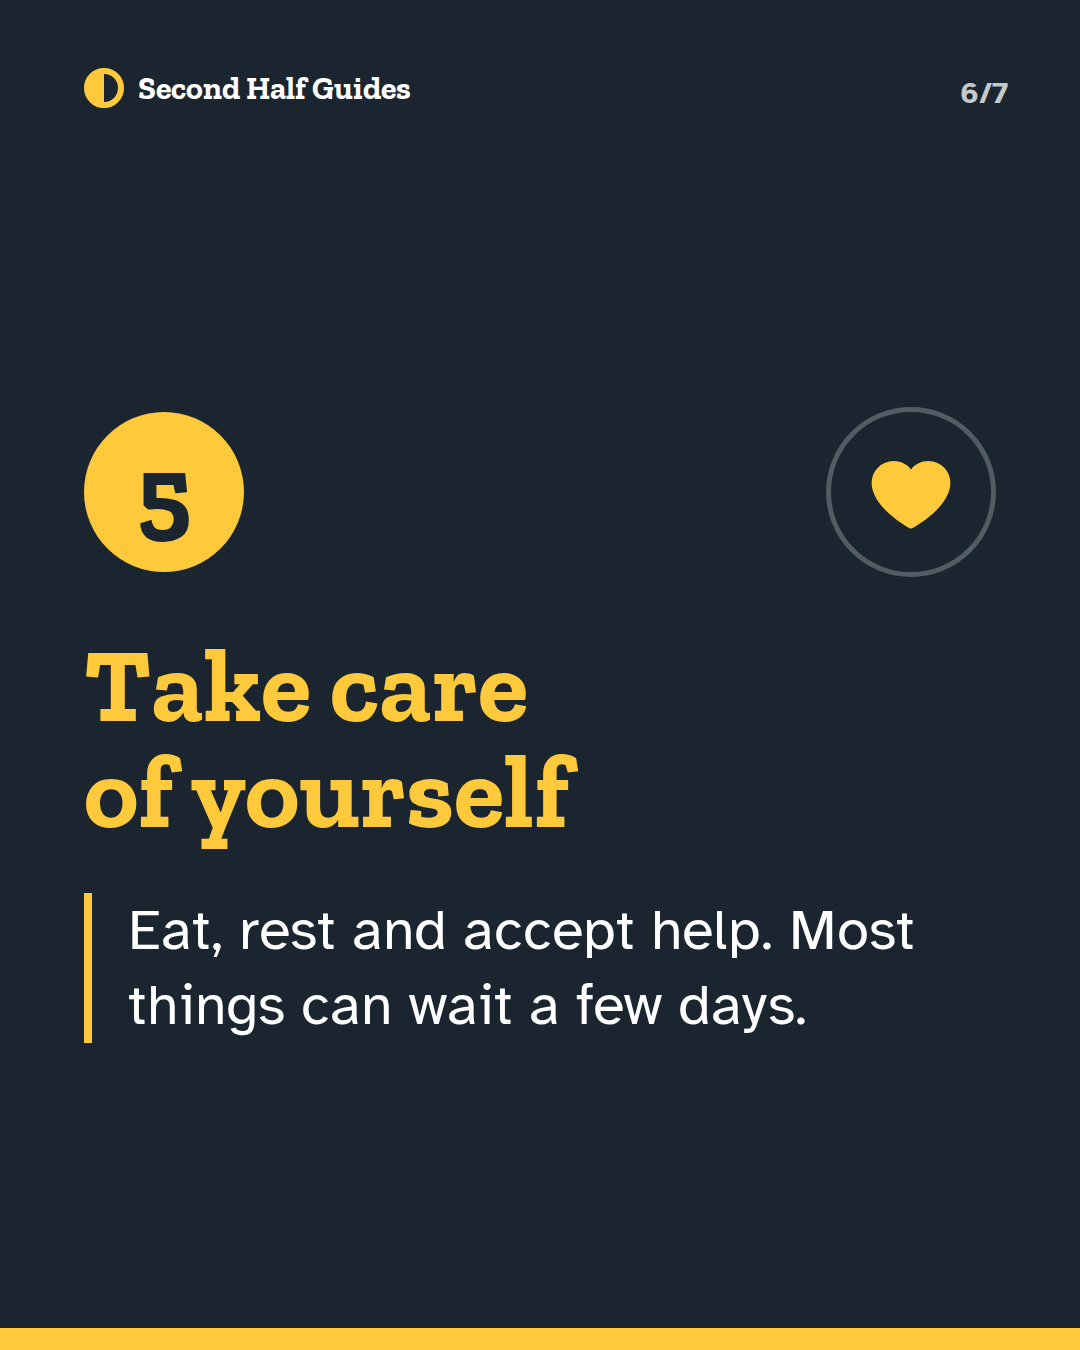 Second Half Guides
6/7
5
Take care
of yourself
Eat, rest and accept help. Most
things can wait a few days.